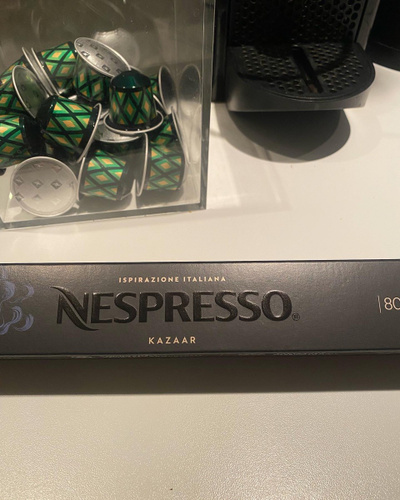 ISPIRAZIONE ITALIANA
NESPRESSO®
KAZAAR
80